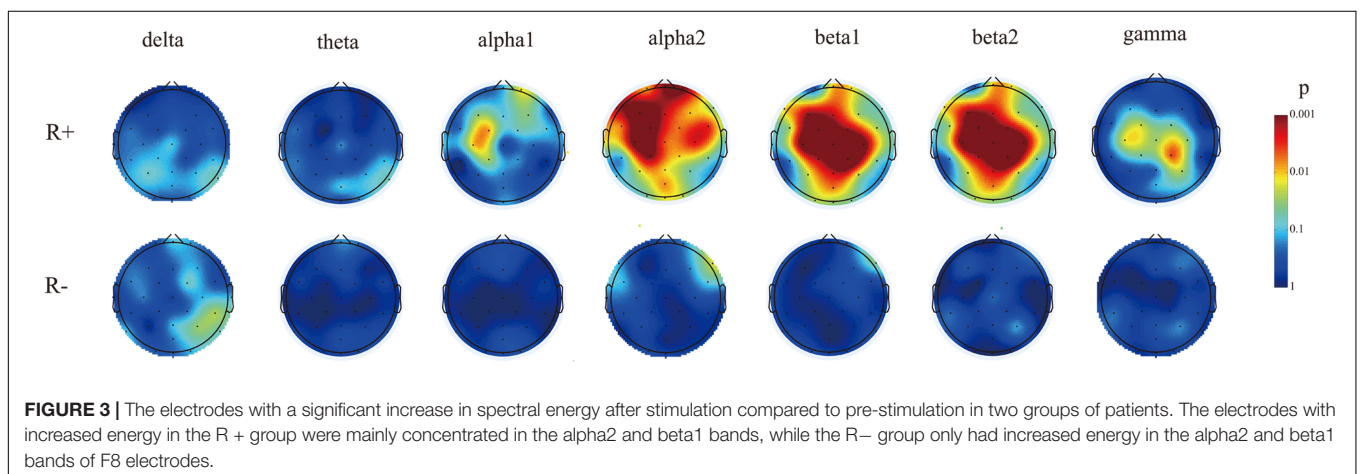 delta theta alpha1 alpha2 beta1 beta2 gamma
p
R+
0.001
0.01
0.1
R-
1
FIGURE 3 | The electrodes with a significant increase in spectral energy after stimulation compared to pre-stimulation in two groups of patients. The electrodes with
increased energy in the R + group were mainly concentrated in the alpha2 and beta1 bands, while the R− group only had increased energy in the alpha2 and beta1
bands of F8 electrodes.